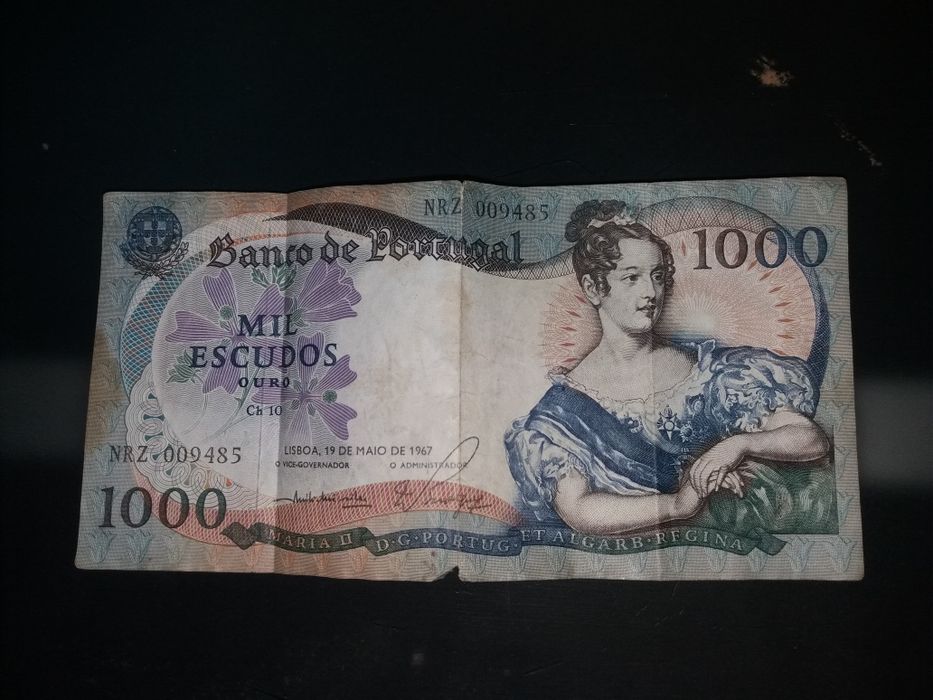 NRZ 009485
Banco de Portugal
1000
MIL
ESCUDOS
OURO
Ch 10
NRZ 009485
LISBOA, 19 DE MAIO DE 1967
O VICE-GOVERNADOR
O ADMINISTRADOR
1000
MARIA II D·G·PORTUG·ET ALGARB·REGINA